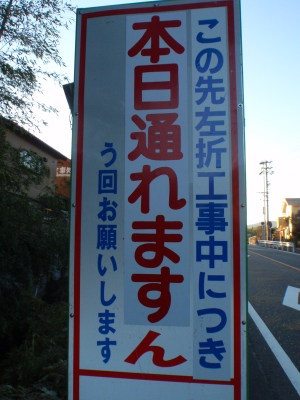 この先左折工事中につき
本日通れますん
う回お願いします